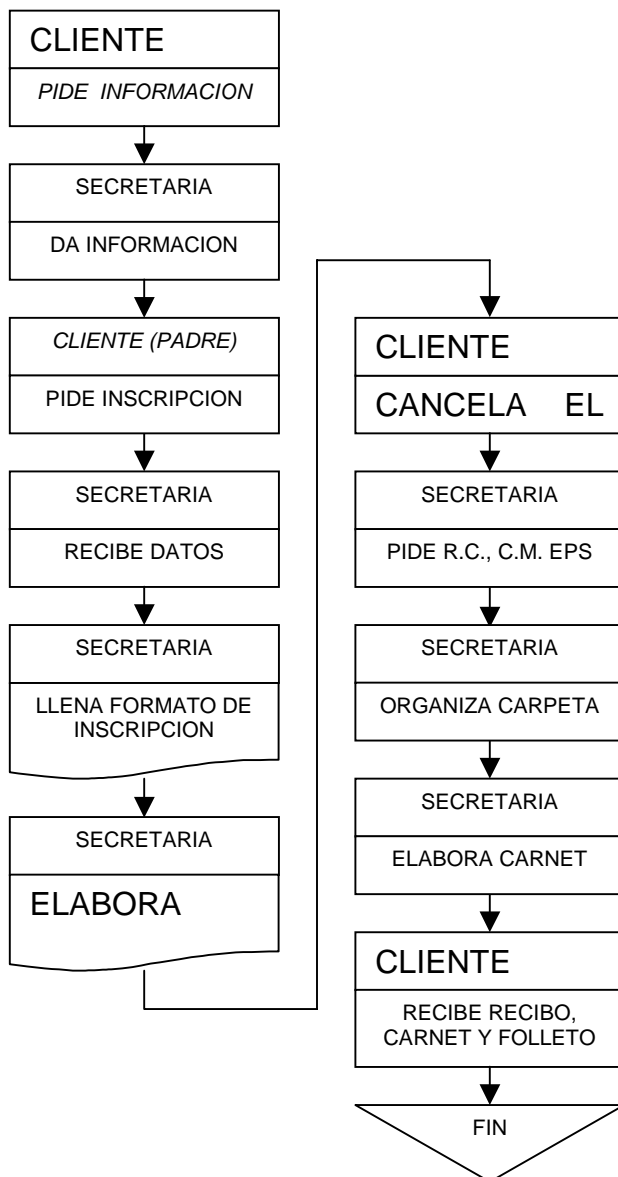 CLIENTE
PIDE INFORMACION
SECRETARIA
DA INFORMACION
CLIENTE (PADRE)
PIDE INSCRIPCION
SECRETARIA
RECIBE DATOS
SECRETARIA
LLENA FORMATO DE
INSCRIPCION
SECRETARIA
ELABORA
CLIENTE
CANCELA EL
SECRETARIA
PIDE R.C., C.M. EPS
SECRETARIA
ORGANIZA CARPETA
SECRETARIA
ELABORA CARNET
CLIENTE
RECIBE RECIBO,
CARNET Y FOLLETO
FIN